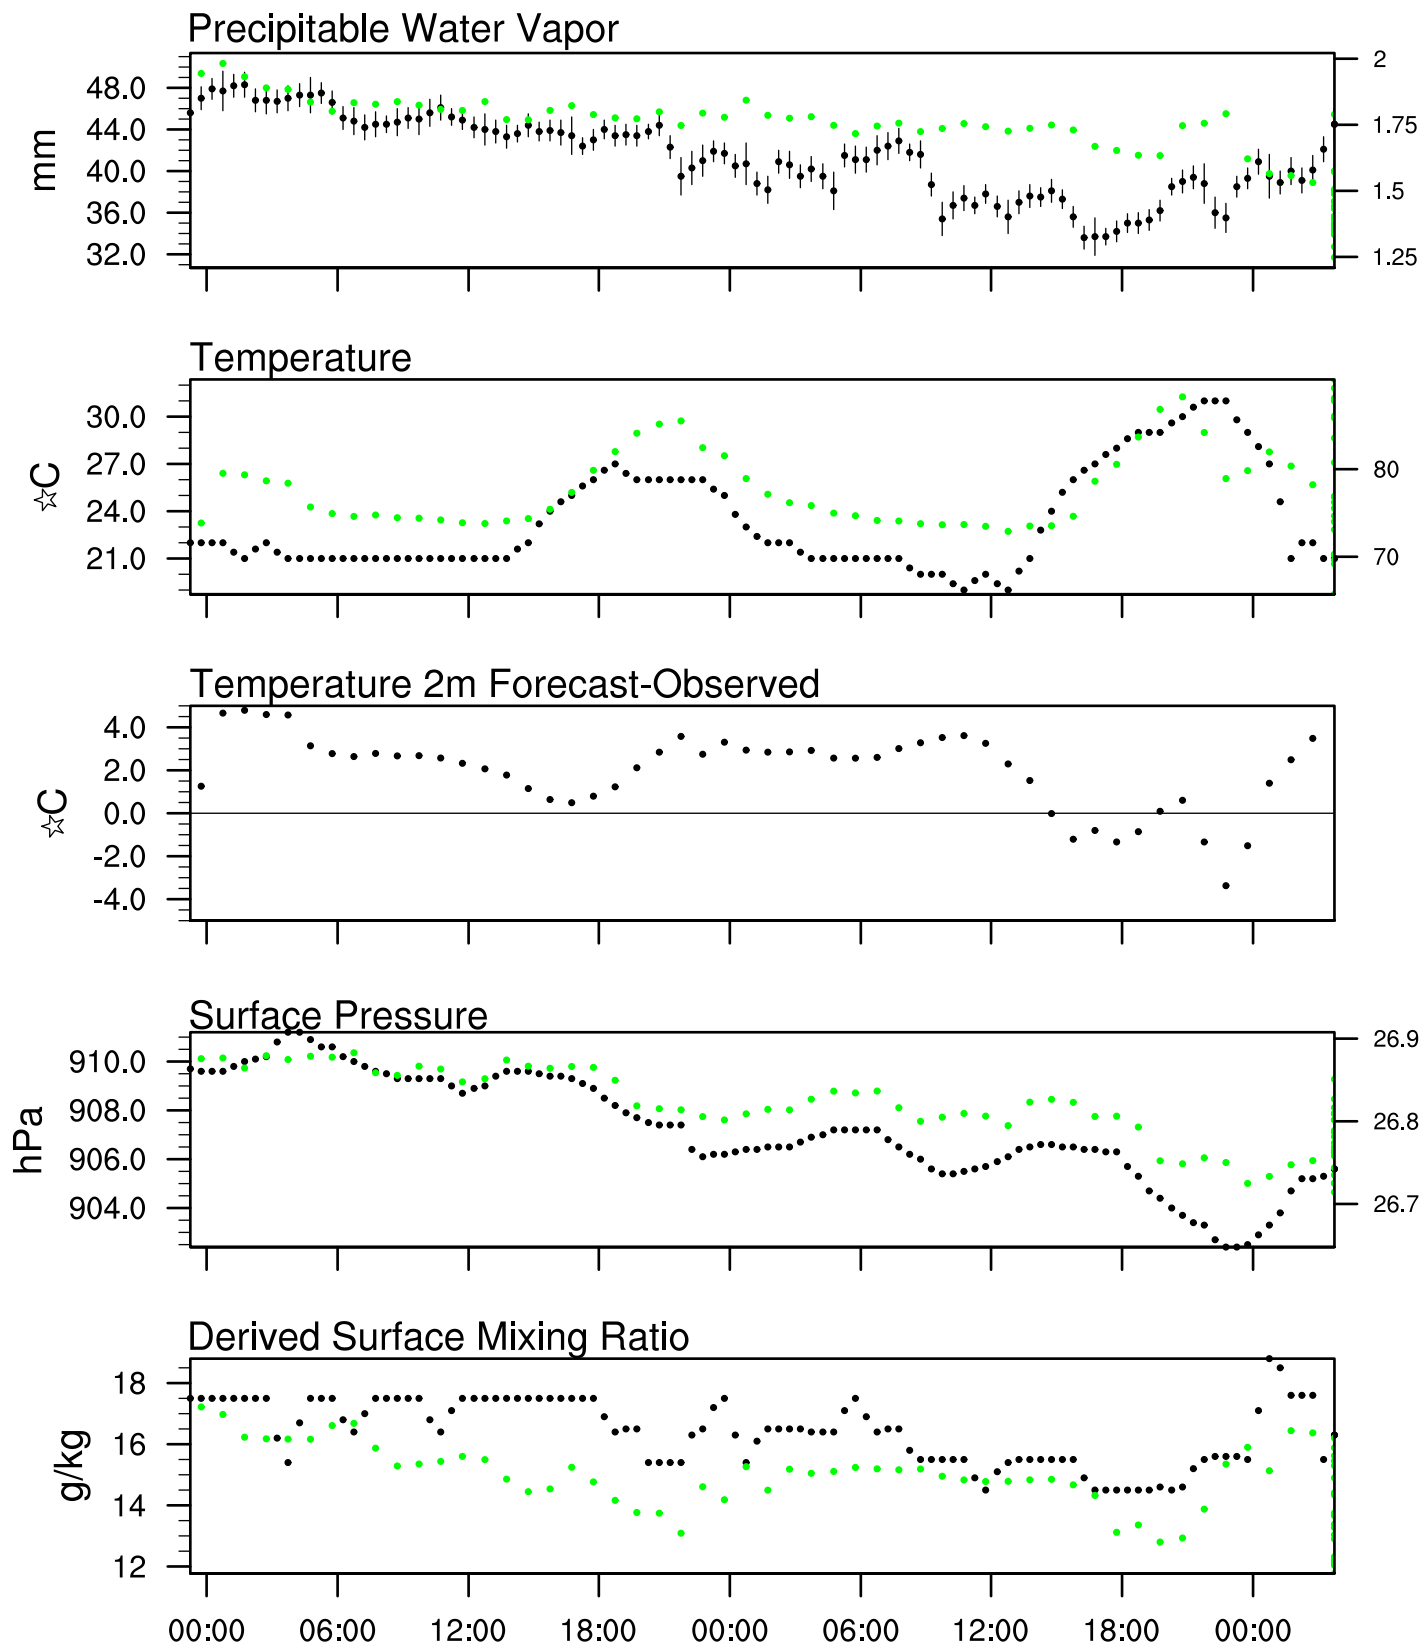 Precipitable Water Vapor
48.0
44.0
40.0
36.0
32.0
mm
2
1.75
1.5
1.25
Temperature
30.0
27.0
24.0
21.0
☆C
80
70
Temperature 2m Forecast-Observed
4.0
2.0
0.0
-2.0
-4.0
☆C
Surface Pressure
910.0
908.0
906.0
904.0
hPa
26.9
26.8
26.7
Derived Surface Mixing Ratio
18
16
14
12
g/kg
00:00 06:00 12:00 18:00 00:00 06:00 12:00 18:00 00:00